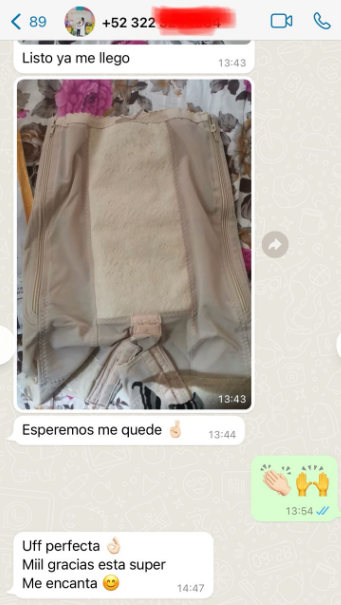 89
+52 322
Listo ya me llego
13:43
13:43
Esperemos me quede ☝🏻
13:44
👏🏻🙌
13:54
Uff perfecta 👌🏻
Miil gracias esta super
Me encanta 😊
14:47